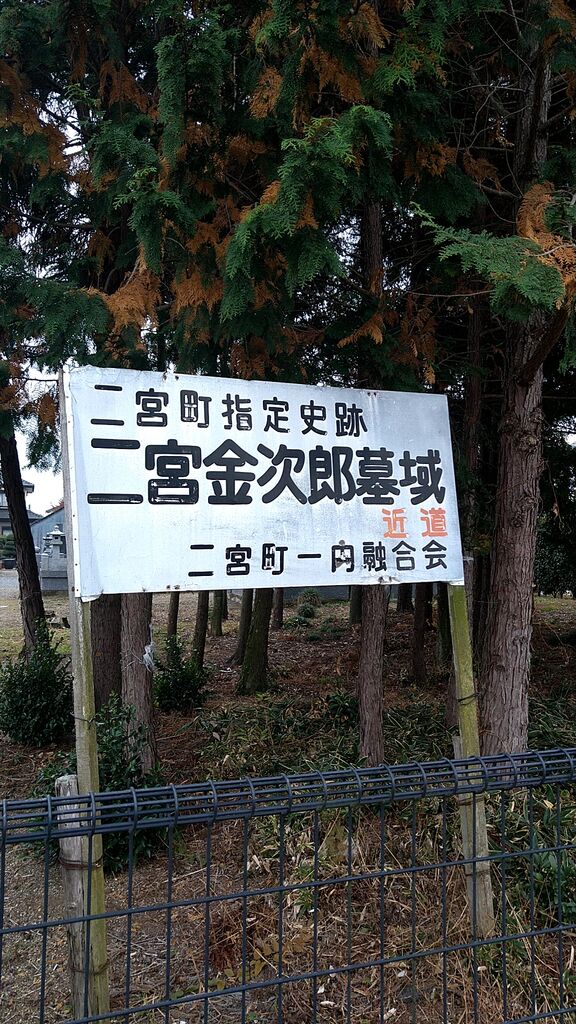 二宮町指定史跡
二宮金次郎墓域
近道
二宮町一円融合会